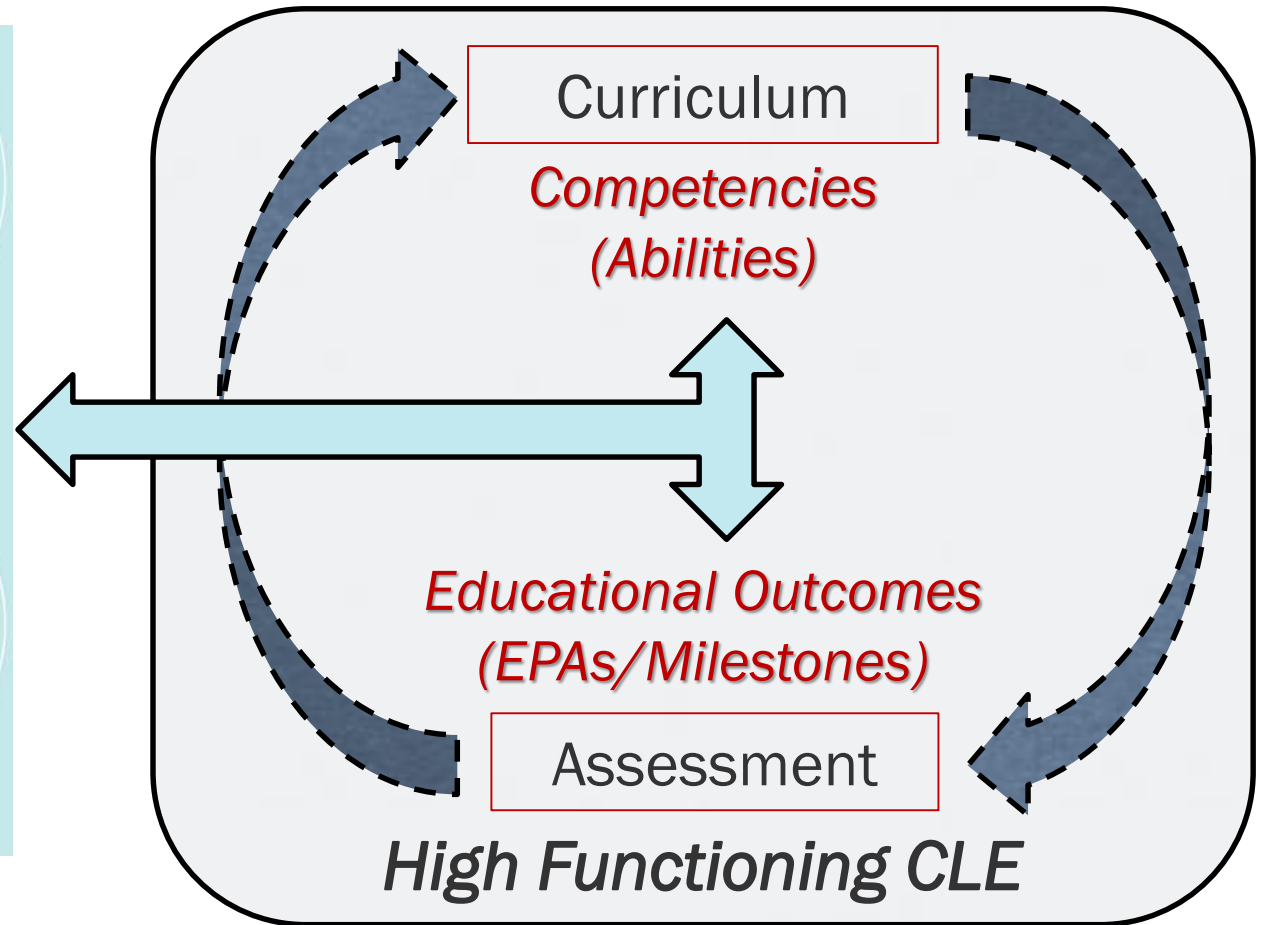 Curriculum
Competencies
(Abilities)
Educational Outcomes
(EPAs/Milestones)
Assessment
High Functioning CLE